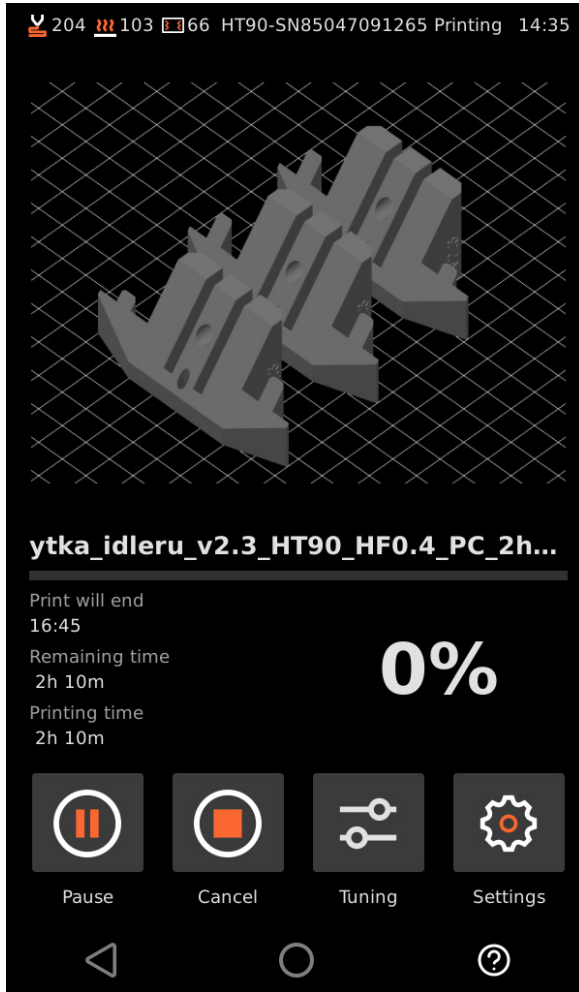 204 103 66 HT90-SN85047091265 Printing 14:35
ytka_idleru_v2.3_HT90_HF0.4_PC_2h...
Print will end
16:45
Remaining time
2h 10m
Printing time
2h 10m
0%
Pause Cancel Tuning Settings